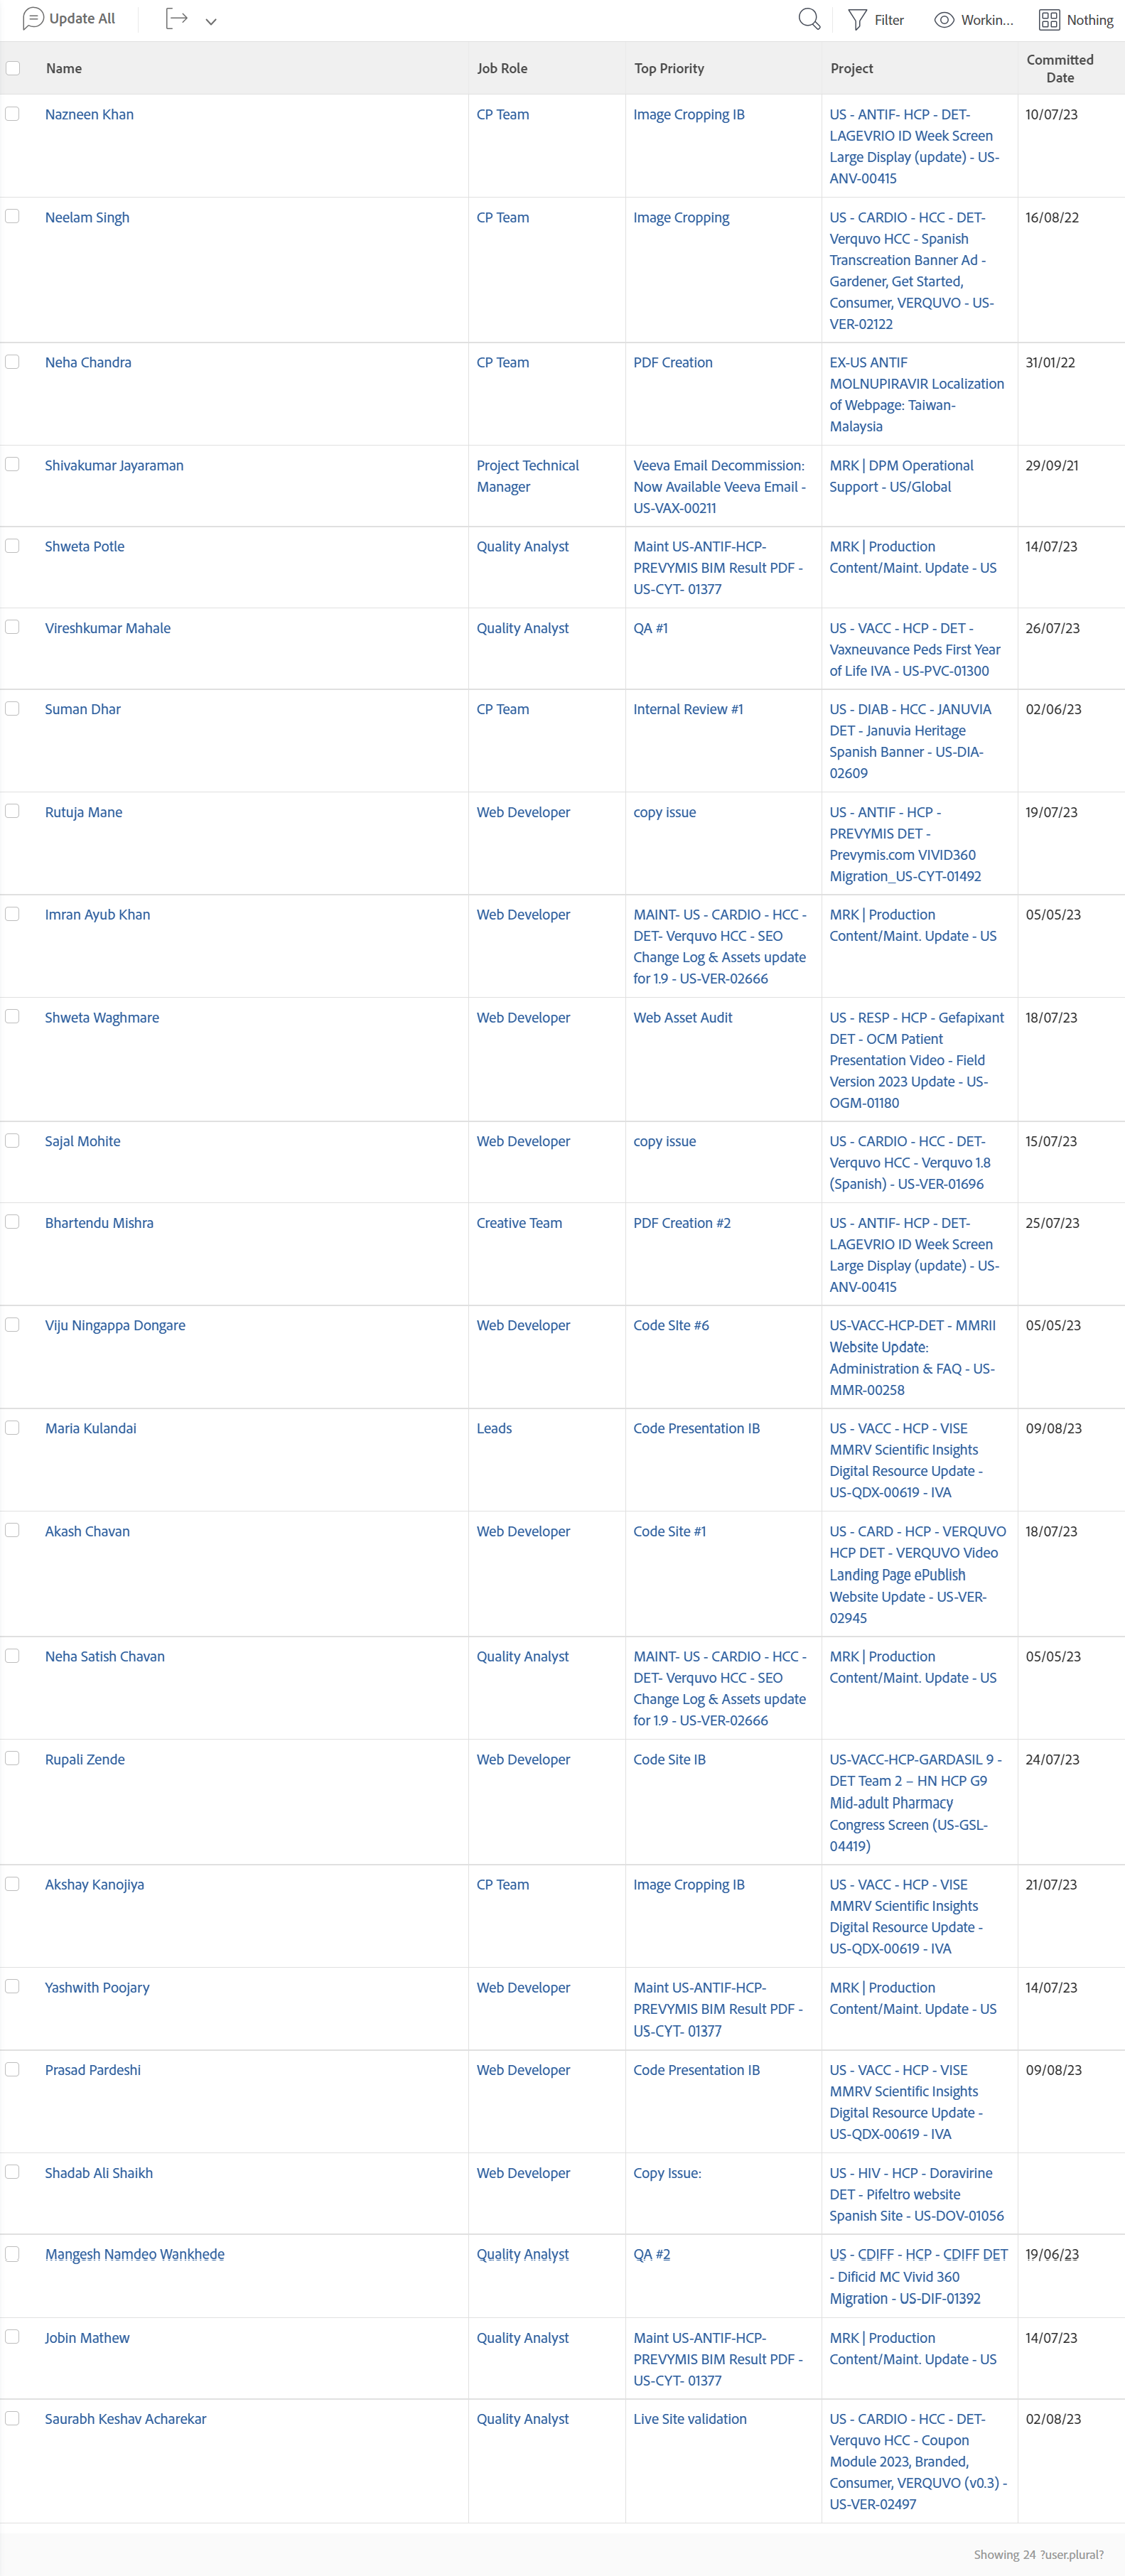 Update All
Filter
Workin...
Nothing
Name Job Role Top Priority Project Committed
Date
Nazneen Khan CP Team Image Cropping IB US - ANTIF- HCP - DET- 10/07/23
LAGEVRIO ID Week Screen
Large Display (update) - US-
ANV-00415
Neelam Singh CP Team Image Cropping US - CARDIO - HCC - DET- 16/08/22
Verquvo HCC - Spanish
Transcreation Banner Ad -
Gardener, Get Started,
Consumer, VERQUVO - US-
VER-02122
Neha Chandra CP Team PDF Creation EX-US ANTIF 31/01/22
MOLNUPIRAVIR Localization
of Webpage: Taiwan-
Malaysia
Shivakumar Jayaraman Project Technical Veeva Email Decommission: MRK | DPM Operational 29/09/21
Manager Now Available Veeva Email - Support - US/Global
US-VAX-00211
Shweta Potle Quality Analyst Maint US-ANTIF-HCP- MRK | Production 14/07/23
PREVYMIS BIM Result PDF - Content/Maint. Update - US
US-CYT- 01377
Vireshkumar Mahale Quality Analyst QA #1 US - VACC - HCP - DET - 26/07/23
Vaxneuvance Peds First Year
of Life IVA - US-PVC-01300
Suman Dhar CP Team Internal Review #1 US - DIAB - HCC - JANUVIA 02/06/23
DET - Januvia Heritage
Spanish Banner - US-DIA-
02609
Rutuja Mane Web Developer copy issue US - ANTIF - HCP - 19/07/23
PREVYMIS DET -
Prevymis.com VIVID360
Migration_US-CYT-01492
Imran Ayub Khan Web Developer MAINT- US - CARDIO - HCC - MRK | Production 05/05/23
DET- Verquvo HCC - SEO Content/Maint. Update - US
Change Log & Assets update
for 1.9 - US-VER-02666
Shweta Waghmare Web Developer Web Asset Audit US - RESP - HCP - Gefapixant 18/07/23
DET - OCM Patient
Presentation Video - Field
Version 2023 Update - US-
OGM-01180
Sajal Mohite Web Developer copy issue US - CARDIO - HCC - DET- 15/07/23
Verquvo HCC - Verquvo 1.8
(Spanish) - US-VER-01696
Bhartendu Mishra Creative Team PDF Creation #2 US - ANTIF- HCP - DET- 25/07/23
LAGEVRIO ID Week Screen
Large Display (update) - US-
ANV-00415
Viju Ningappa Dongare Web Developer Code SIte #6 US-VACC-HCP-DET - MMRII 05/05/23
Website Update:
Administration & FAQ - US-
MMR-00258
Maria Kulandai Leads Code Presentation IB US - VACC - HCP - VISE 09/08/23
MMRV Scientific Insights
Digital Resource Update -
US-QDX-00619 - IVA
Akash Chavan Web Developer Code Site #1 US - CARD - HCP - VERQUVO 18/07/23
HCP DET - VERQUVO Video
Landing Page ePublish
Website Update - US-VER-
02945
Neha Satish Chavan Quality Analyst MAINT- US - CARDIO - HCC - MRK | Production 05/05/23
DET- Verquvo HCC - SEO Content/Maint. Update - US
Change Log & Assets update
for 1.9 - US-VER-02666
Rupali Zende Web Developer Code Site IB US-VACC-HCP-GARDASIL 9 - 24/07/23
DET Team 2 – HN HCP G9
Mid-adult Pharmacy
Congress Screen (US-GSL-
04419)
Akshay Kanojiya CP Team Image Cropping IB US - VACC - HCP - VISE 21/07/23
MMRV Scientific Insights
Digital Resource Update -
US-QDX-00619 - IVA
Yashwith Poojary Web Developer Maint US-ANTIF-HCP- MRK | Production 14/07/23
PREVYMIS BIM Result PDF - Content/Maint. Update - US
US-CYT- 01377
Prasad Pardeshi Web Developer Code Presentation IB US - VACC - HCP - VISE 09/08/23
MMRV Scientific Insights
Digital Resource Update -
US-QDX-00619 - IVA
Shadab Ali Shaikh Web Developer Copy Issue: US - HIV - HCP - Doravirine
DET - Pifeltro website
Spanish Site - US-DOV-01056
Mangesh Namdeo Wankhede Quality Analyst QA #2 US - CDIFF - HCP - CDIFF DET 19/06/23
- Dificid MC Vivid 360
Migration - US-DIF-01392
Jobin Mathew Quality Analyst Maint US-ANTIF-HCP- MRK | Production 14/07/23
PREVYMIS BIM Result PDF - Content/Maint. Update - US
US-CYT- 01377
Saurabh Keshav Acharekar Quality Analyst Live Site validation US - CARDIO - HCC - DET- 02/08/23
Verquvo HCC - Coupon
Module 2023, Branded,
Consumer, VERQUVO (v0.3) -
US-VER-02497
Showing 24 ?user.plural?